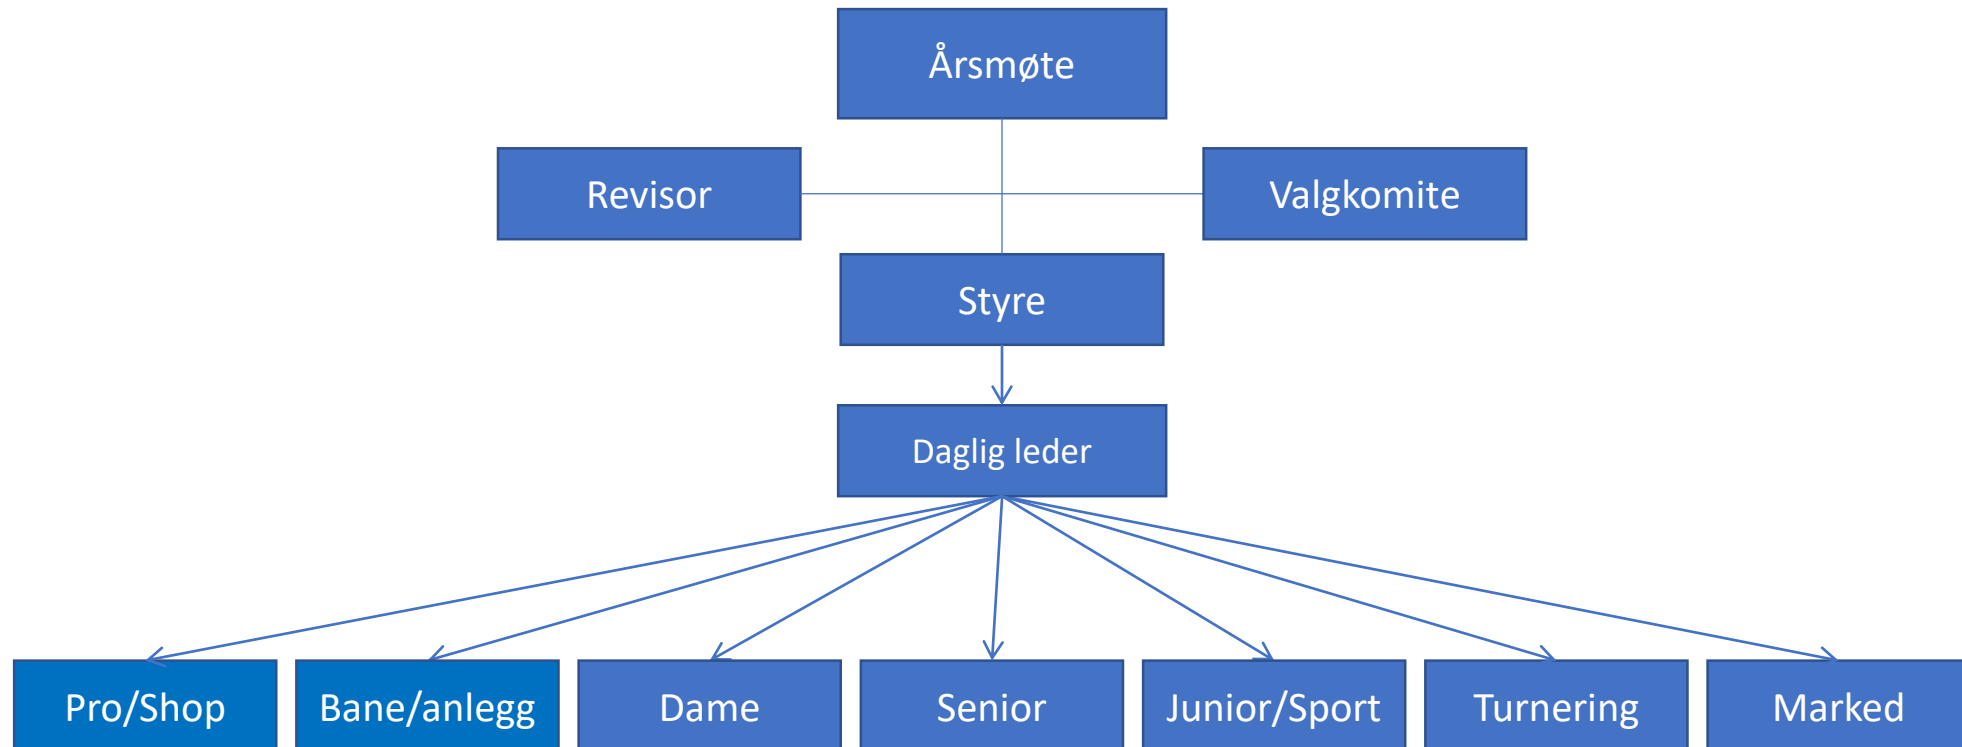 Årsmøte
Revisor
Valgkomite
Styre
Daglig leder
Pro/Shop
Bane/anlegg
Dame
Senior
Junior/Sport
Turnering
Marked